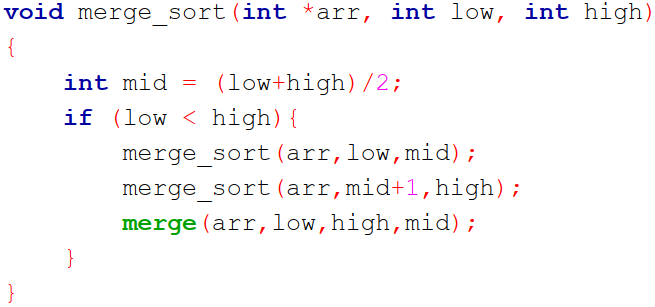 void merge_sort(int *arr, int low, int high)
{
    int mid = (low+high)/2;
    if (low < high){
        merge_sort(arr,low,mid);
        merge_sort(arr,mid+1,high);
        merge(arr,low,high,mid);
    }
}